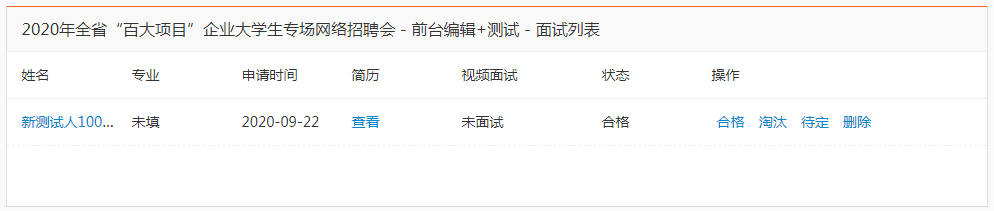 2020年全省“百大项目”企业大学生专场网络招聘会 - 前台编辑+测试 - 面试列表
姓名 专业 申请时间 简历 视频面试 状态 操作
新测试人100... 未填 2020-09-22 查看 未面试 合格 合格 淘汰 待定 删除